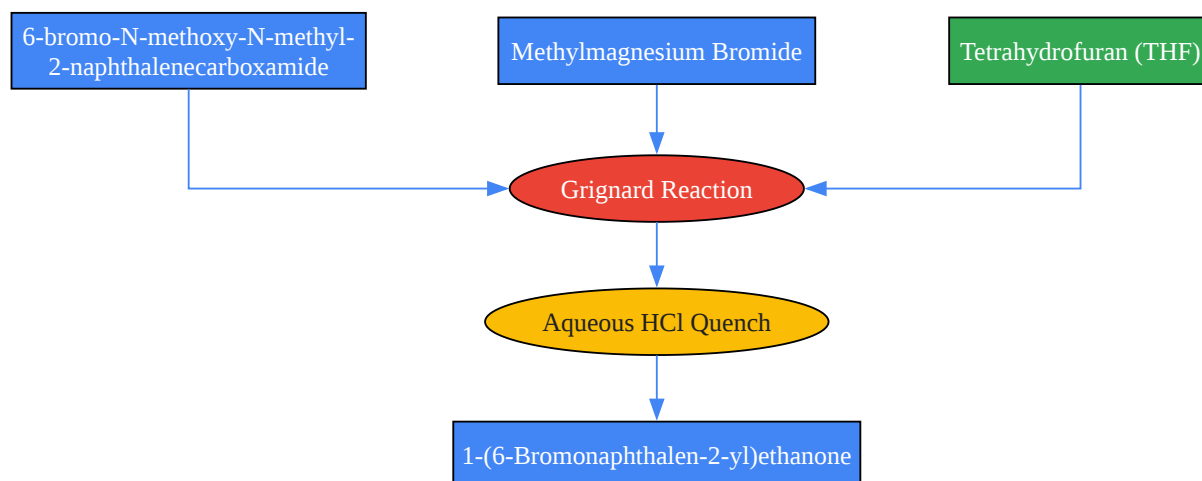 6-bromo-N-methoxy-N-methyl-
2-naphthalenecarboxamide
Methylmagnesium Bromide
Tetrahydrofuran (THF)
Grignard Reaction
Aqueous HCl Quench
1-(6-Bromonaphthalen-2-yl)ethanone